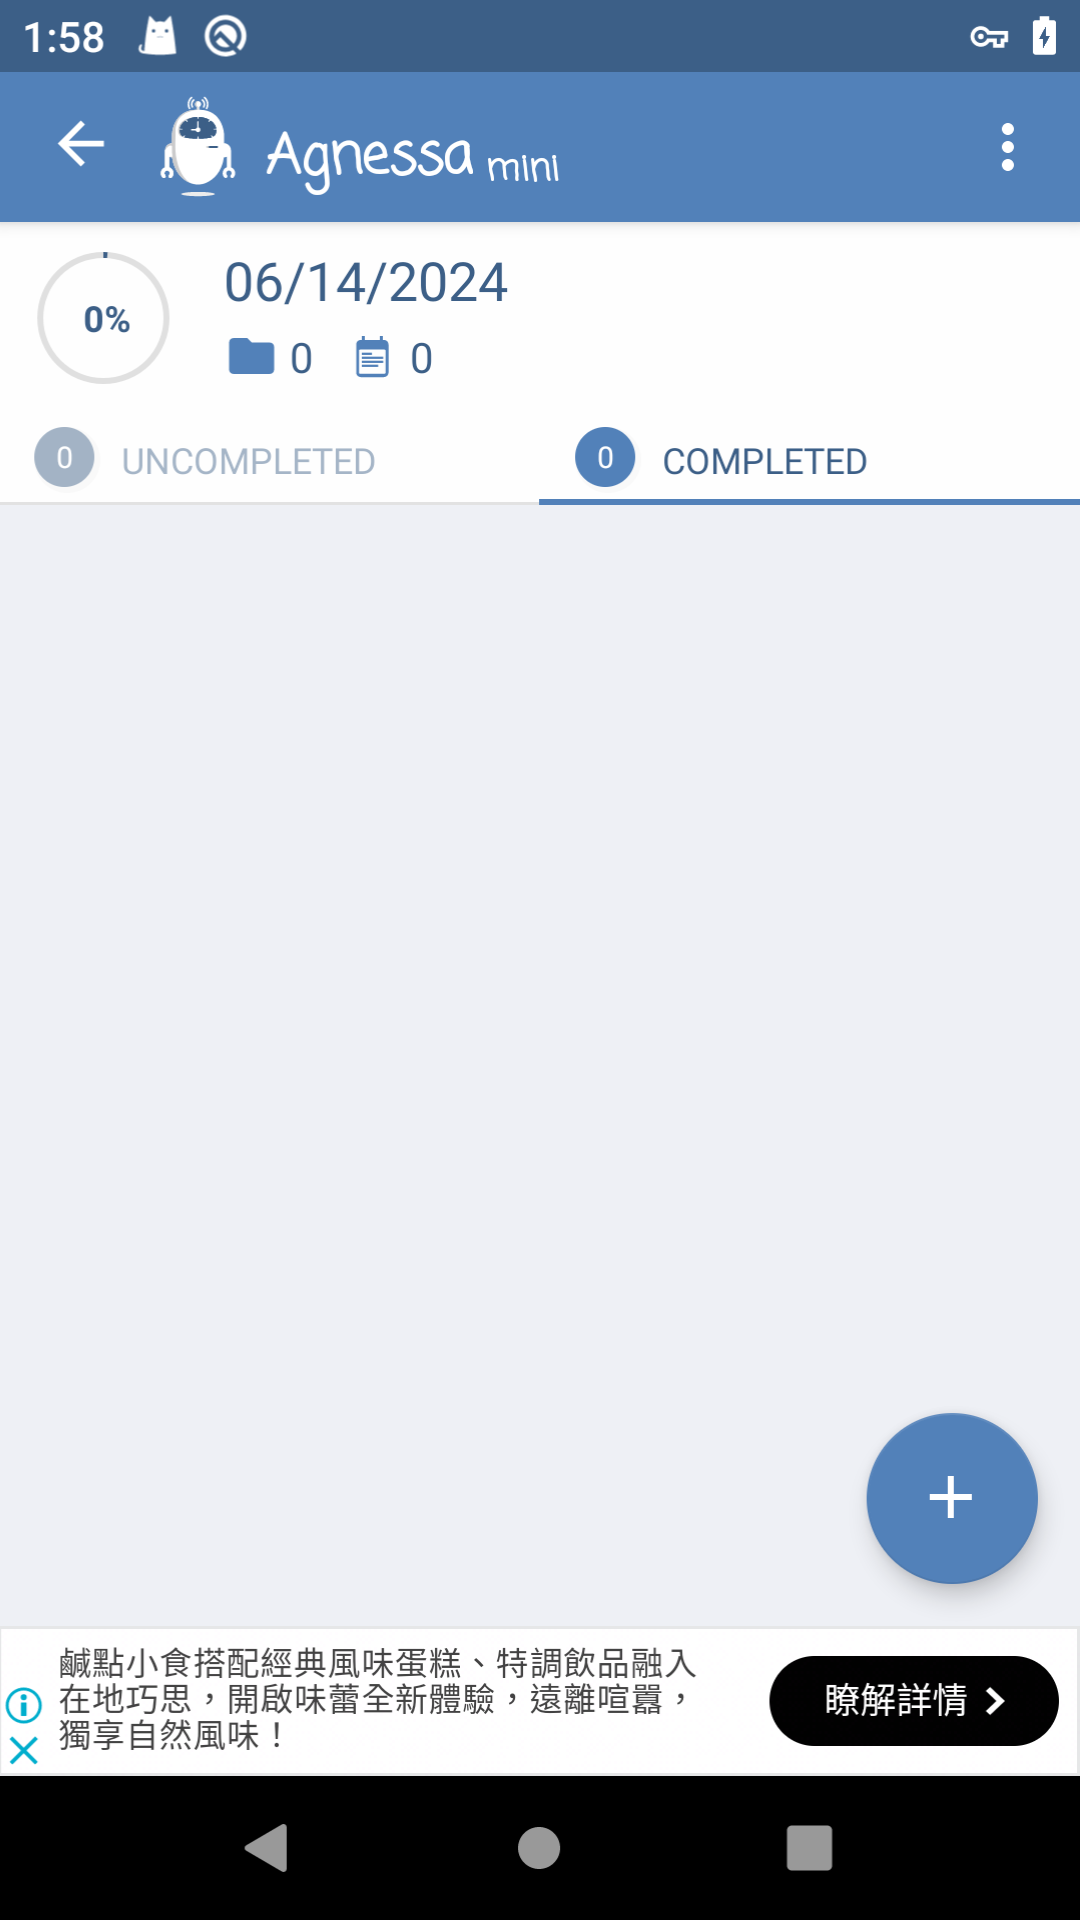 1:58
Agnessa mini
0%
06/14/2024
0 0
0 UNCOMPLETED
0 COMPLETED
鹹點小食搭配經典風味蛋糕、特調飲品融入
在地巧思，開啟味蕾全新體驗，遠離喧囂，
獨享自然風味！
瞭解詳情